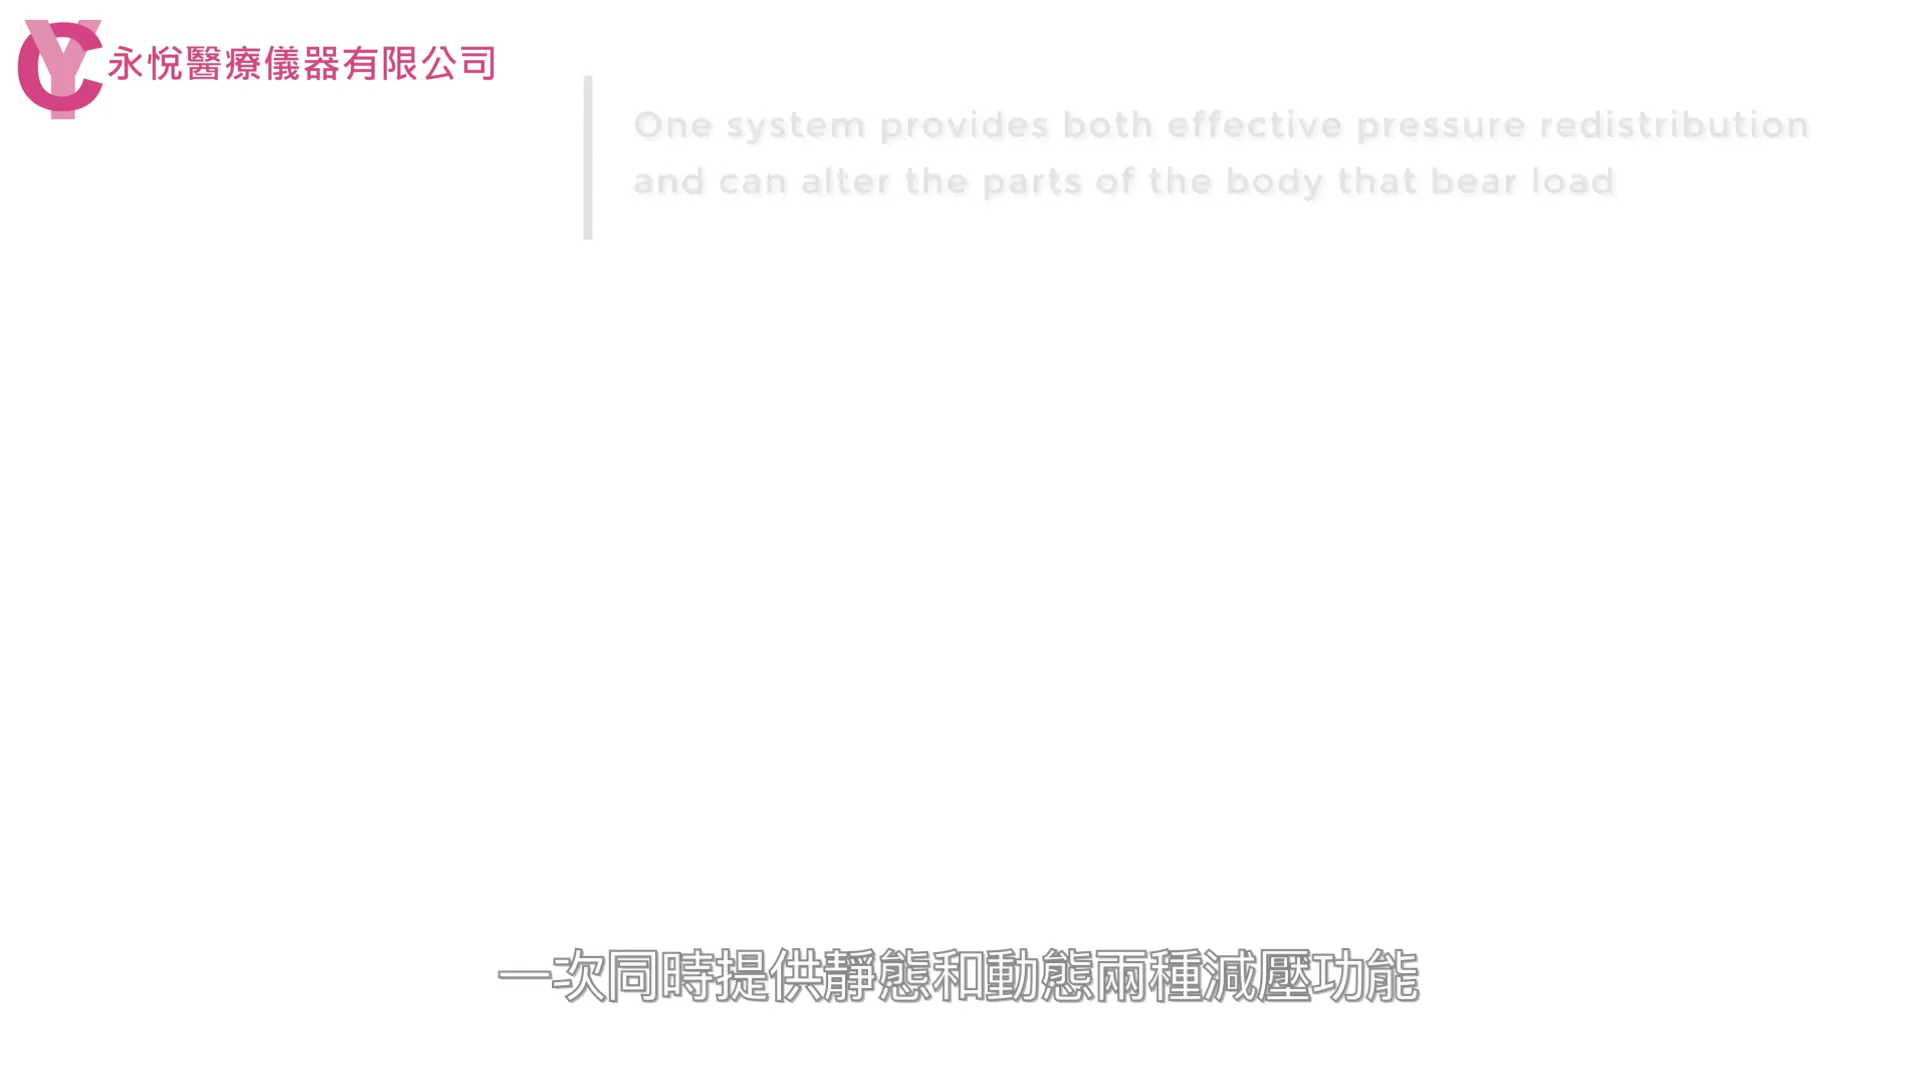 永悅醫療儀器有限公司
One system provides both effective pressure redistribution
and can alter the parts of the body that bear load
一次同時提供靜態和動態兩種減壓功能